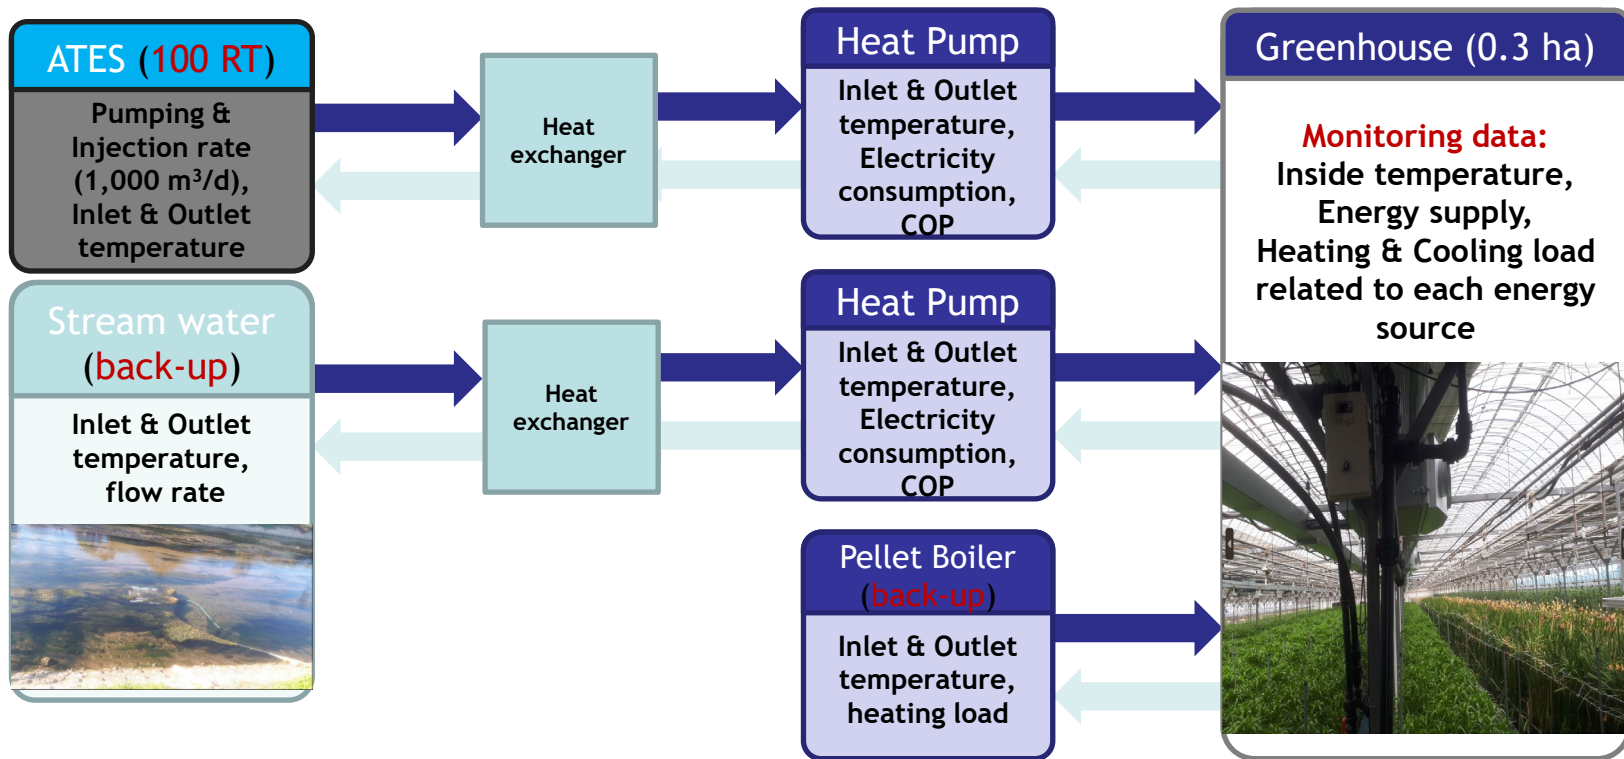 ATES (100 RT)
Pumping &
Injection rate
(1,000 m³/d),
Inlet & Outlet
temperature
Heat
exchanger
Heat Pump
Inlet & Outlet
temperature,
Electricity
consumption,
COP
Greenhouse (0.3 ha)
Monitoring data:
Inside temperature,
Energy supply,
Heating & Cooling load
related to each energy
source
Stream water
(back-up)
Inlet & Outlet
temperature,
flow rate
Heat
exchanger
Heat Pump
Inlet & Outlet
temperature,
Electricity
consumption,
COP
Pellet Boiler
(back-up)
Inlet & Outlet
temperature,
heating load